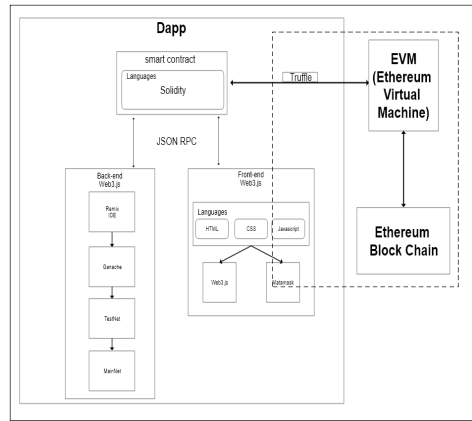 Dapp
smart contract
Languages
Solidity
Truffle
EVM
(Ethereum
Virtual
Machine)
JSON RPC
Back-end
Web3.js
Remix
IDE
Ganache
TestNet
MainNet
Front-end
Web3.js
Languages
HTML
CSS
Javascript
Web3.js
Matamask
Ethereum
Block Chain